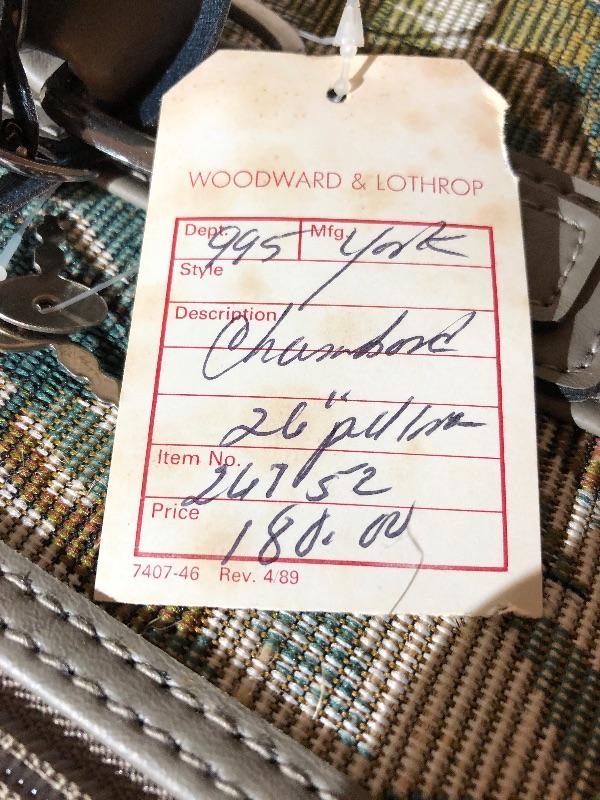 WOODWARD & LOTHROP
Dept. 995 Mfg. York
Style
Description
Chambord
26" pullm
Item No.
24752
Price 180.00
7407-46 Rev. 4/89